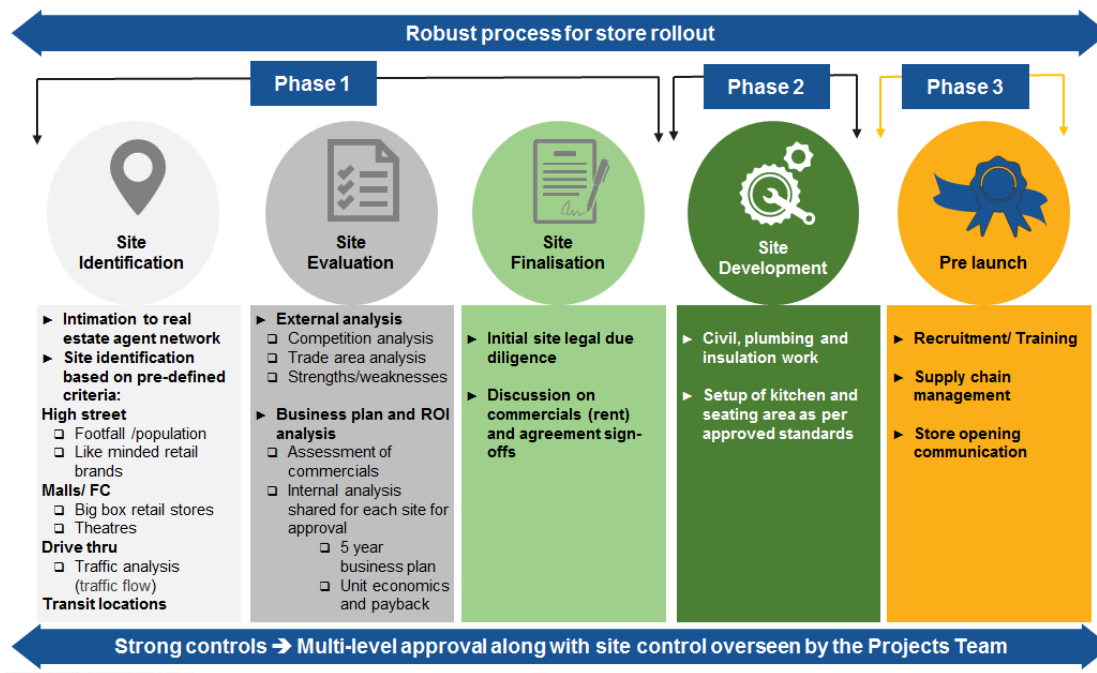 Robust process for store rollout
Phase 1
Phase 2
Phase 3
Site
Identification
Site
Evaluation
Site
Finalisation
Site
Development
Pre launch
► Intimation to real
estate agent network
► Site identification
based on pre-defined
criteria:
High street
❑ Footfall /population
❑ Like minded retail
brands
Malls/ FC
❑ Big box retail stores
❑ Theatres
Drive thru
❑ Traffic analysis
(traffic flow)
Transit locations
► External analysis
❑ Competition analysis
❑ Trade area analysis
❑ Strengths/weaknesses
► Business plan and ROI
analysis
❑ Assessment of
commercials
❑ Internal analysis
shared for each site for
approval
❑ 5 year
business plan
❑ Unit economics
and payback
► Initial site legal due
diligence
► Discussion on
commercials (rent)
and agreement sign-
offs
► Civil, plumbing and
insulation work
► Setup of kitchen and
seating area as per
approved standards
► Recruitment/ Training
► Supply chain
management
► Store opening
communication
Strong controls ➔ Multi-level approval along with site control overseen by the Projects Team